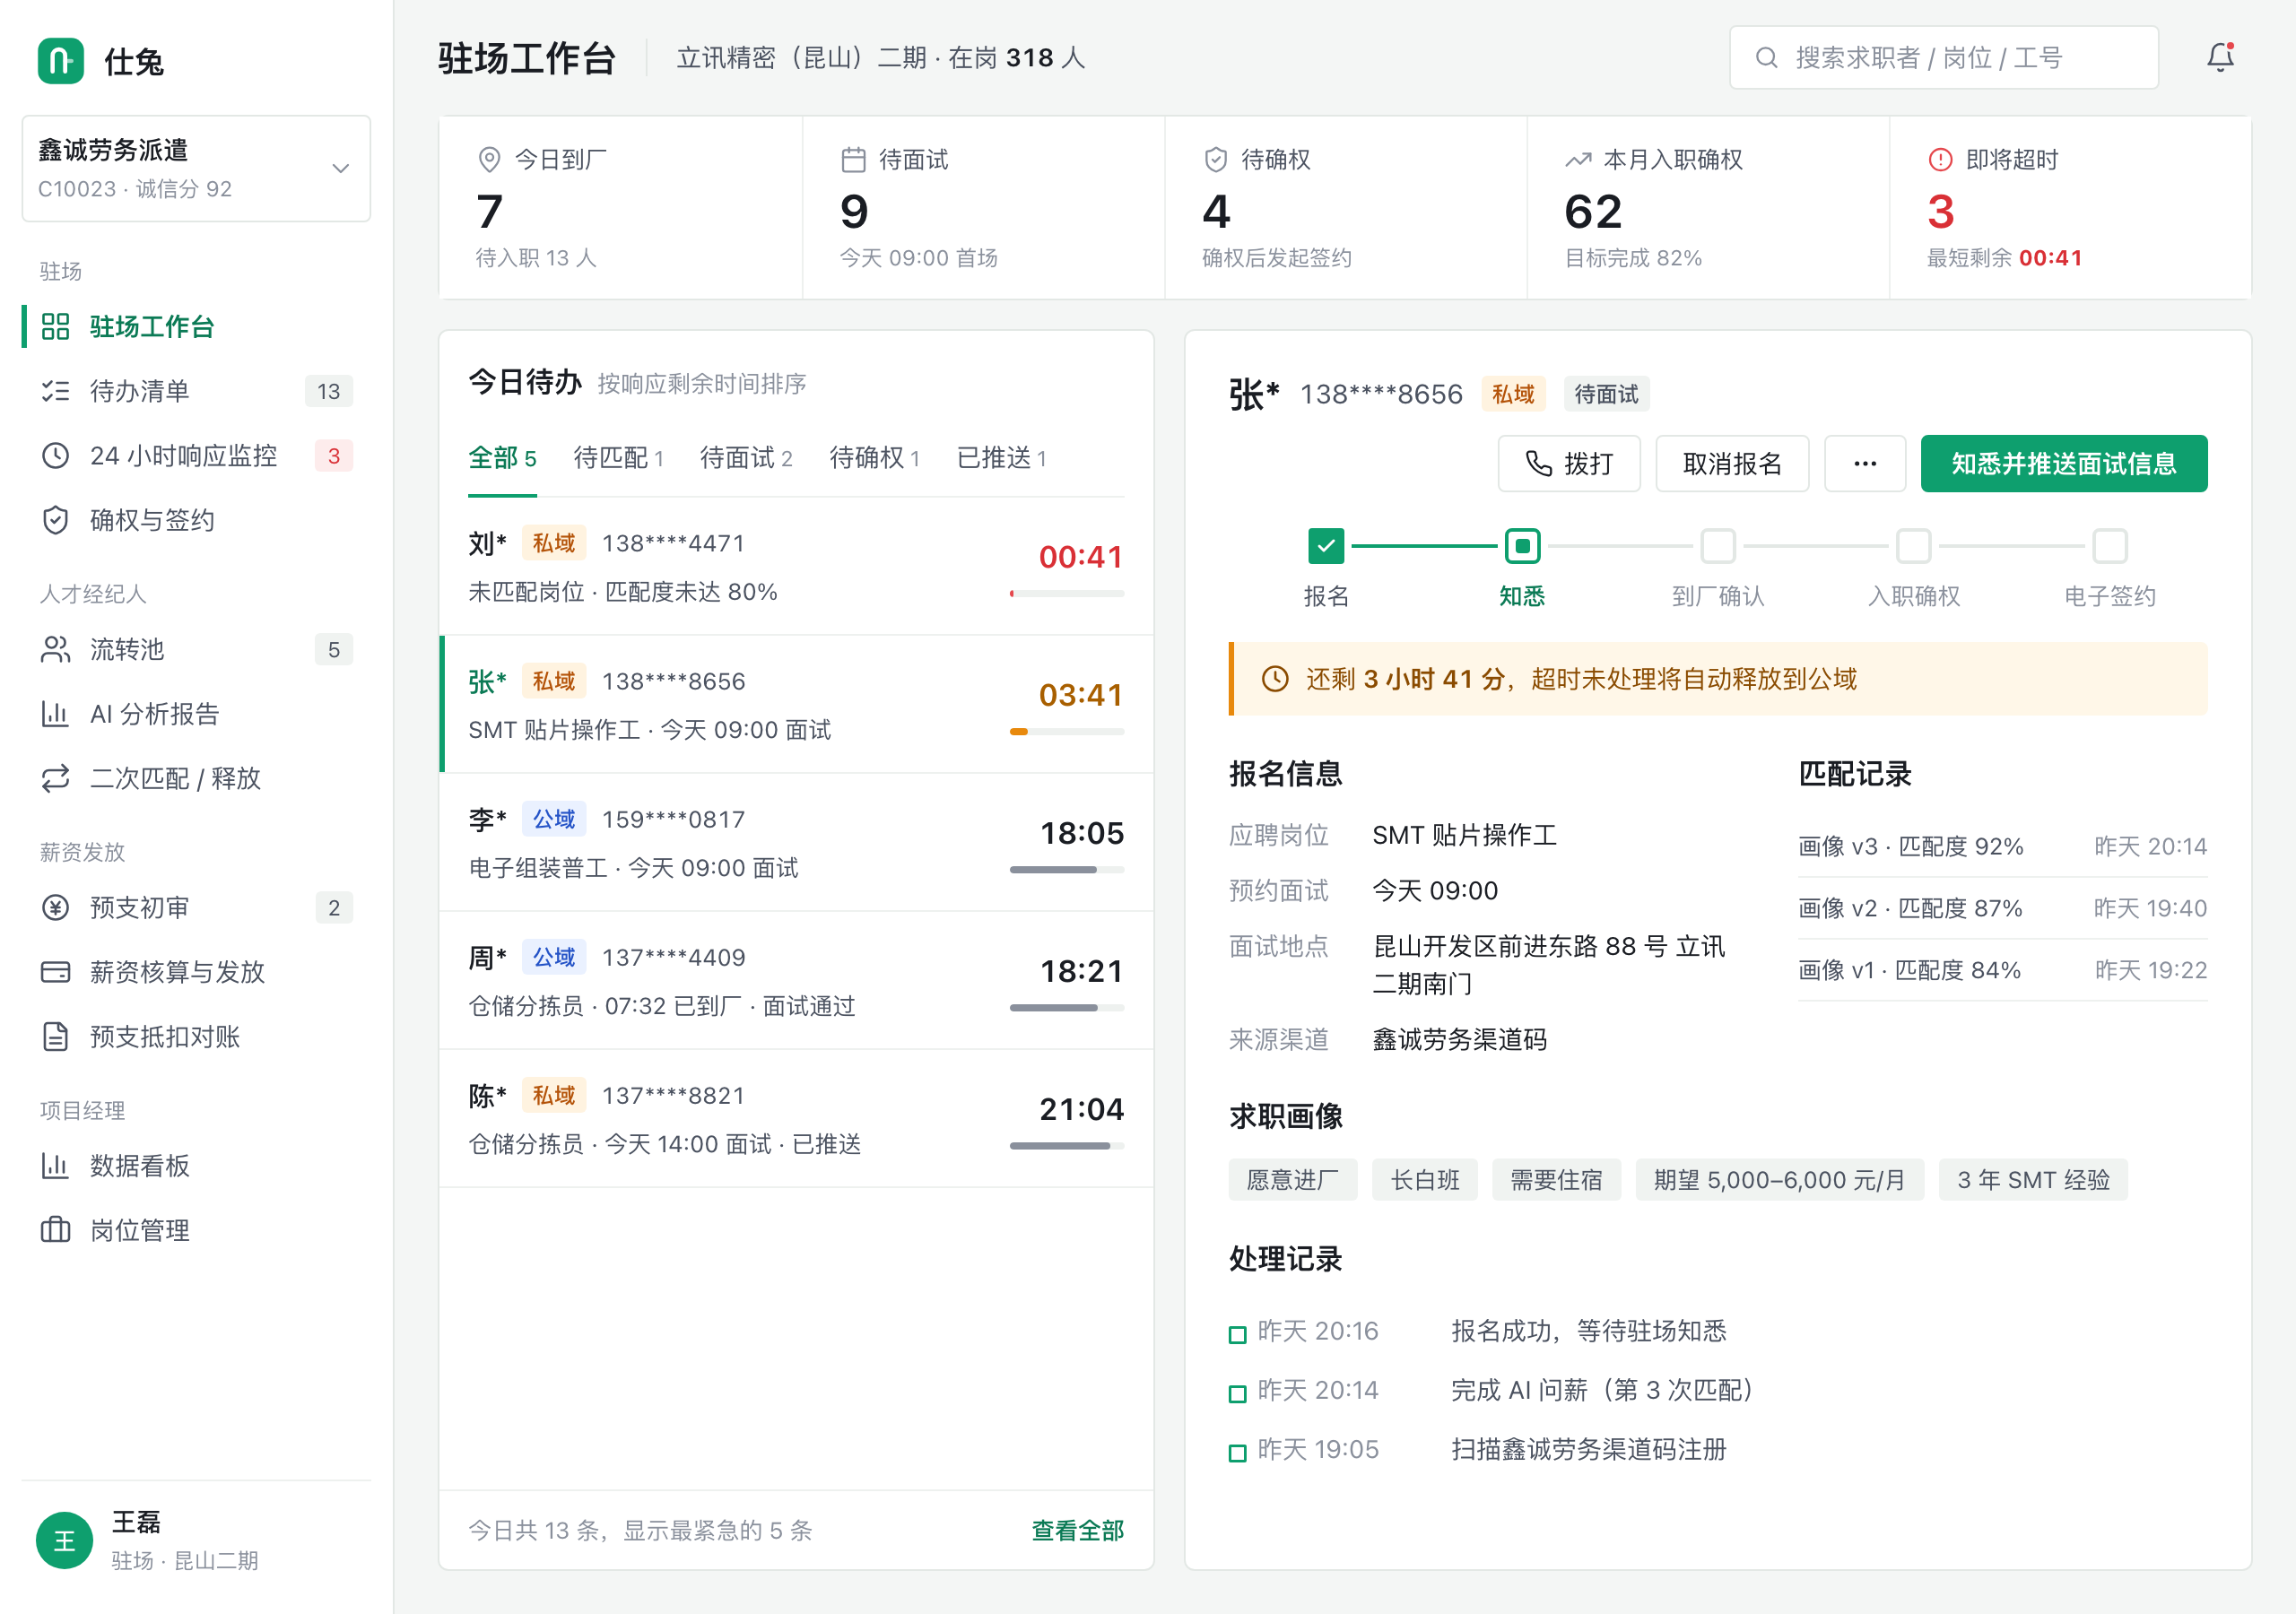 仕兔
鑫诚劳务派遣
C10023 · 诚信分 92
驻场
驻场工作台
待办清单 13
24 小时响应监控 3
确权与签约
人才经纪人
流转池 5
AI 分析报告
二次匹配 / 释放
薪资发放
预支初审 2
薪资核算与发放
预支抵扣对账
项目经理
数据看板
岗位管理
王
王磊
驻场 · 昆山二期
驻场工作台 立讯精密（昆山）二期 · 在岗 318 人
搜索求职者 / 岗位 / 工号
今日到厂
7
待入职 13 人
待面试
9
今天 09:00 首场
待确权
4
确权后发起签约
本月入职确权
62
目标完成 82%
即将超时
3
最短剩余 00:41
今日待办 按响应剩余时间排序
全部 5 待匹配 1 待面试 2 待确权 1 已推送 1
刘* 私域 138****4471
00:41
未匹配岗位 · 匹配度未达 80%
张* 私域 138****8656
03:41
SMT 贴片操作工 · 今天 09:00 面试
李* 公域 159****0817
18:05
电子组装普工 · 今天 09:00 面试
周* 公域 137****4409
18:21
仓储分拣员 · 07:32 已到厂 · 面试通过
陈* 私域 137****8821
21:04
仓储分拣员 · 今天 14:00 面试 · 已推送
今日共 13 条，显示最紧急的 5 条 查看全部
张* 138****8656 私域 待面试
拨打 取消报名 ··· 知悉并推送面试信息
报名 知悉 到厂确认 入职确权 电子签约
还剩 3 小时 41 分，超时未处理将自动释放到公域
报名信息
应聘岗位 SMT 贴片操作工
预约面试 今天 09:00
面试地点 昆山开发区前进东路 88 号 立讯
二期南门
来源渠道 鑫诚劳务渠道码
匹配记录
画像 v3 · 匹配度 92% 昨天 20:14
画像 v2 · 匹配度 87% 昨天 19:40
画像 v1 · 匹配度 84% 昨天 19:22
求职画像
愿意进厂 长白班 需要住宿 期望 5,000–6,000 元/月 3 年 SMT 经验
处理记录
昨天 20:16 报名成功，等待驻场知悉
昨天 20:14 完成 AI 问薪（第 3 次匹配）
昨天 19:05 扫描鑫诚劳务渠道码注册